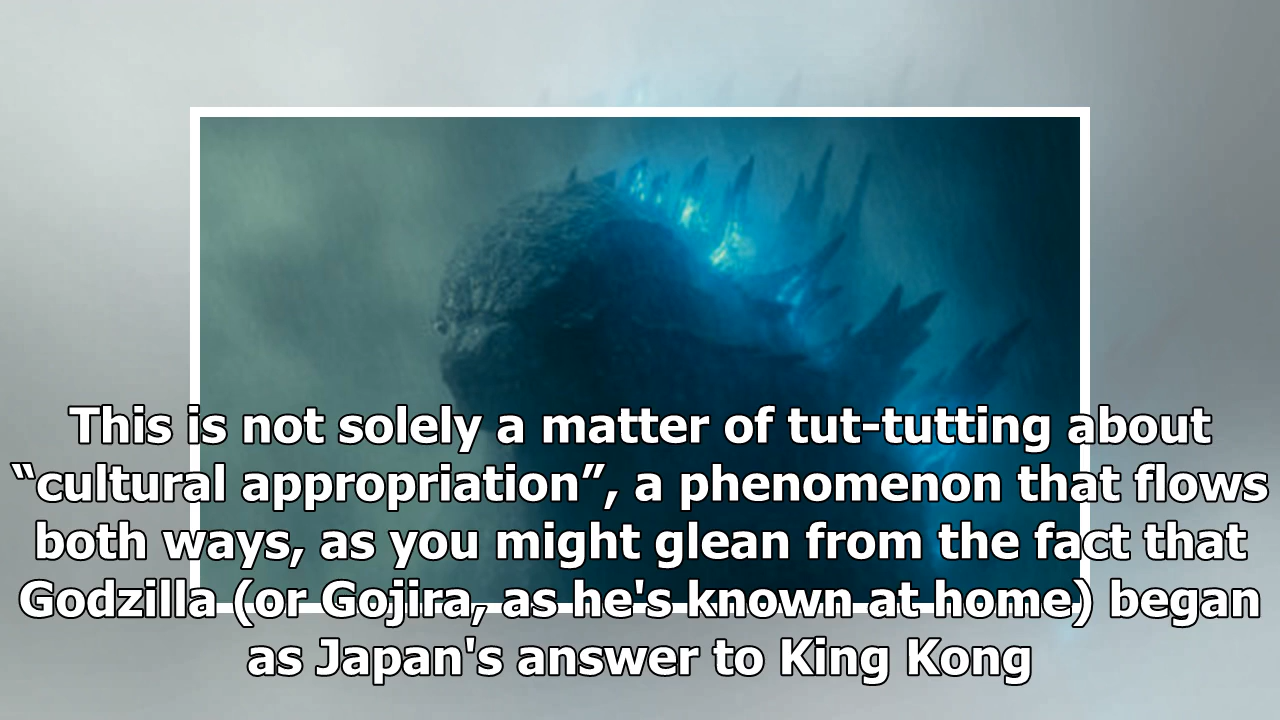 This is not solely a matter of tut-tutting about
“cultural appropriation”, a phenomenon that flows
both ways, as you might glean from the fact that
Godzilla (or Gojira, as he's known at home) began
as Japan's answer to King Kong